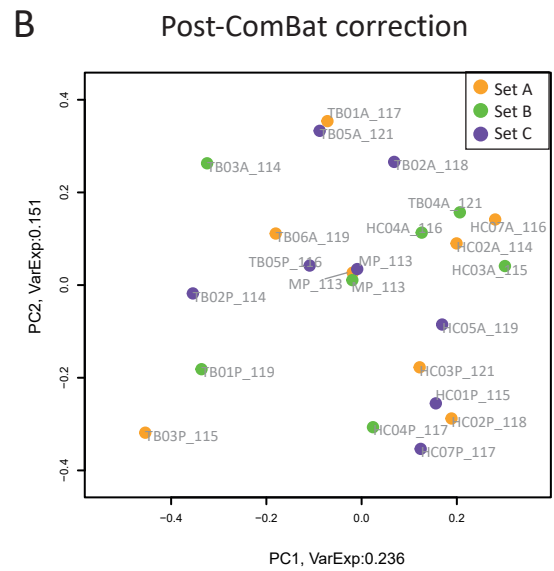 B
Post-ComBat correction
Set A
Set B
Set C
TB01A_117
TB05A_121
TB03A_114
TB02A_118
TB04A_121
HC07A_116
HC04A_116
TB06A_119
HC02A_114
TB05P_116
MP_113
HC03A_115
MP_113
MP_113
TB02P_114
HC05A_119
TB01P_119
HC03P_121
HC01P_115
HC02P_118
TB03P_115
HC04P_117
HC07P_117
PC2, VarExp:0.151
0.4
0.2
0.0
−0.2
−0.4
−0.4
−0.2
0.0
0.2
PC1, VarExp:0.236